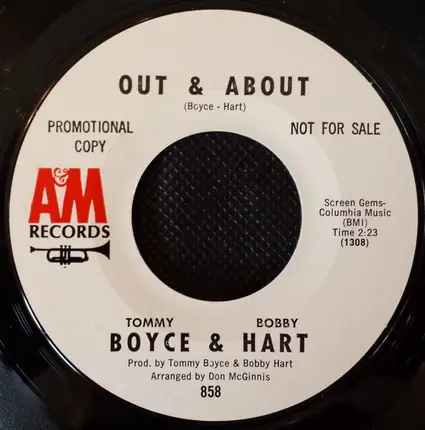 OUT & ABOUT
(Boyce - Hart)
PROMOTIONAL
COPY
NOT FOR SALE
A&M
RECORDS
Screen Gems-
Columbia Music
(BMI)
Time 2:23
(1308)
TOMMY BOBBY
BOYCE & HART
Prod. by Tommy Boyce & Bobby Hart
Arranged by Don McGinnis
858